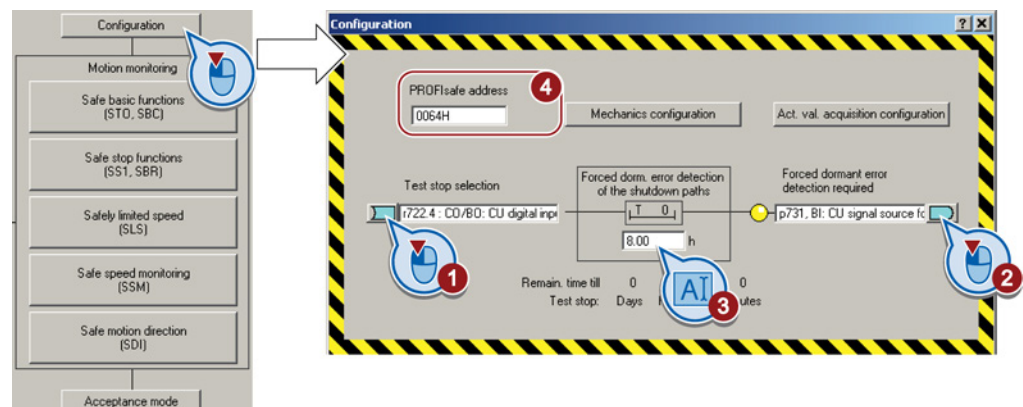 Configuration
Motion monitoring
Safe basic functions
(STO, SBC)
Safe stop functions
(SS1, SBR)
Safely limited speed
(SLS)
Safe speed monitoring
(SSM)
Safe motion direction
(SDI)
Acceptance mode
Configuration
PROFIsafe address
4
0064H
Mechanics configuration
Act. val. acquisition configuration
Test stop selection
Forced dorm. error detection
of the shutdown paths
Forced dormant error
detection required
r722.4 : CO/BO: CU digital inp
T 0
p731, BI: CU signal source fo
8.00 h
1
2
3
AI
Remain. time till 0 0
Test stop: Days utes